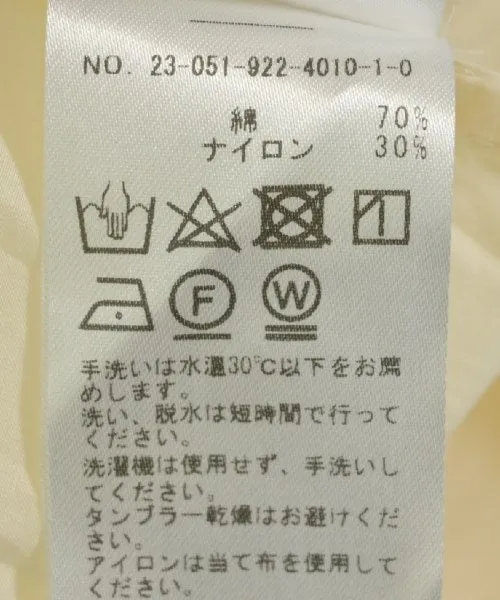 NO. 23-051-922-4010-1-0
綿 70%
ナイロン 30%
F W
手洗いは水温30℃以下をお薦
めします。
洗い、脱水は短時間で行って
ください。
洗濯機は使用せず、手洗いし
てください。
タンブラー乾燥はお避けくだ
さい。
アイロンは当て布を使用して
ください。